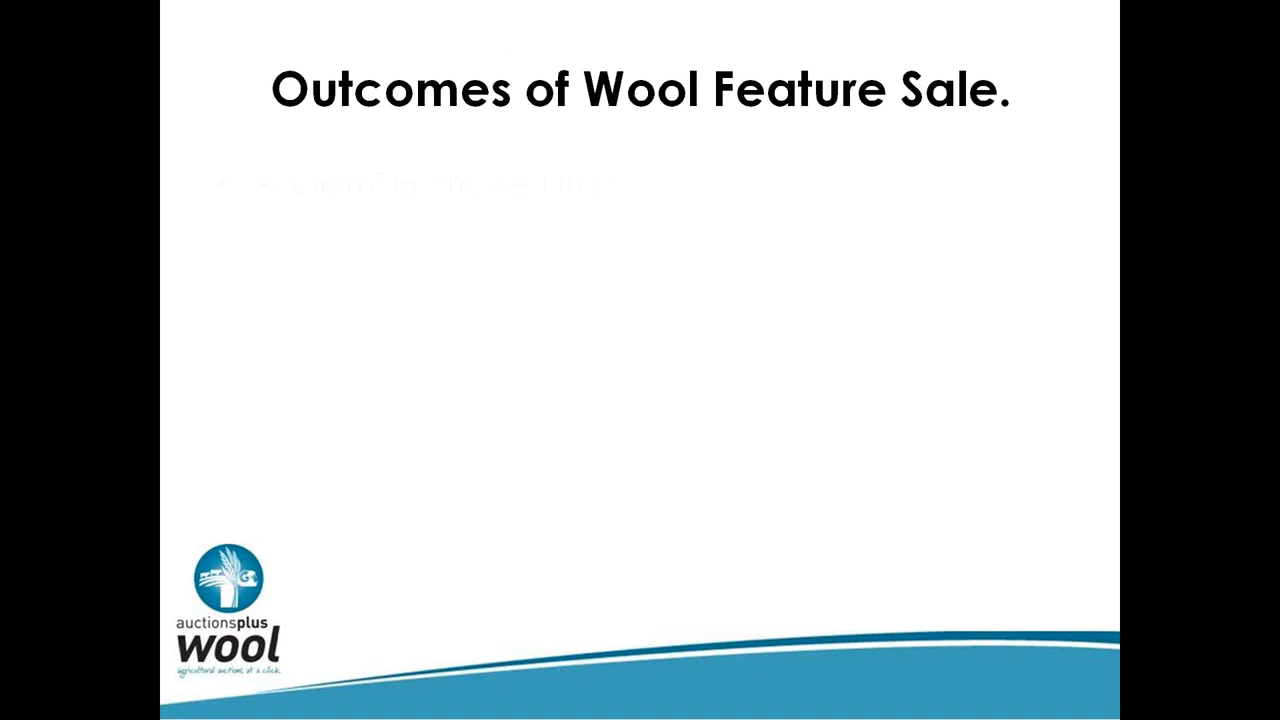 Outcomes of Wool Feature Sale.
auctionsplus
wool
agricultural auctions at a click.